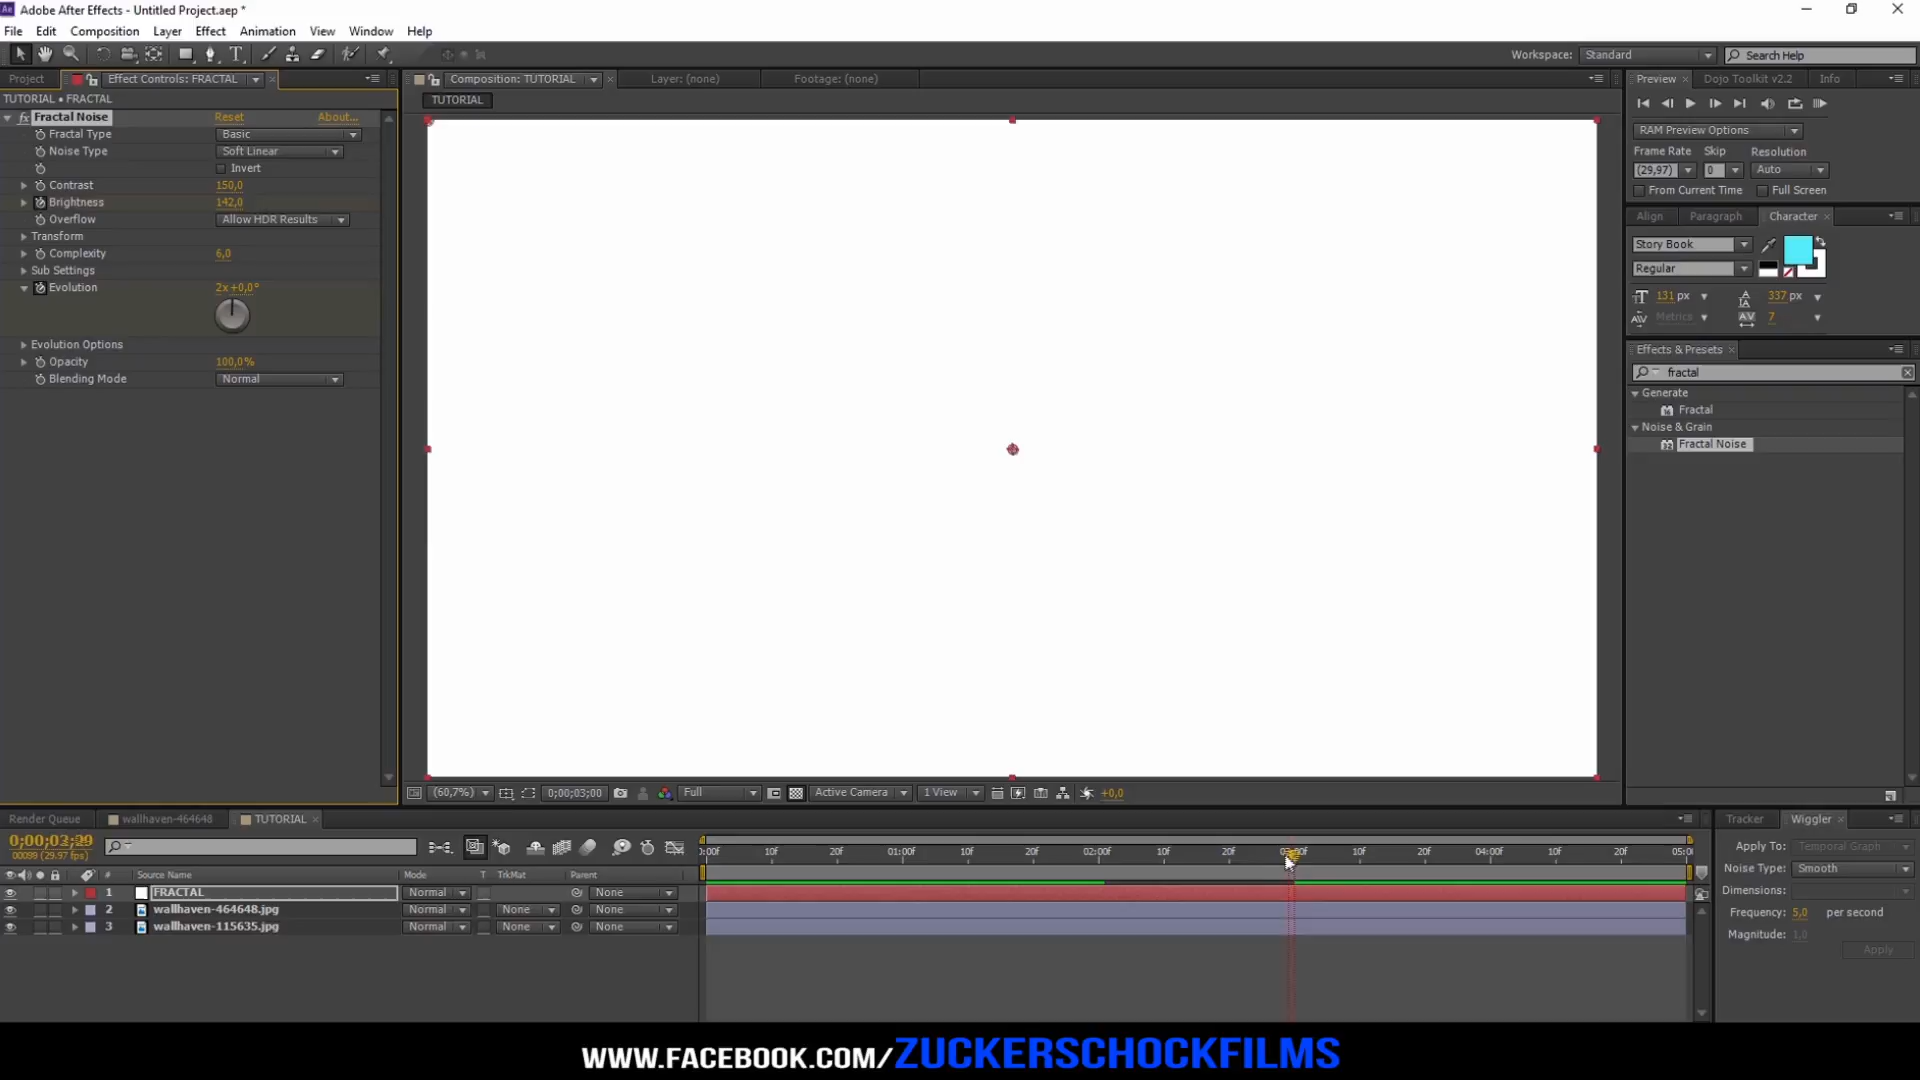 Adobe After Effects - Untitled Project.aep *
File Edit Composition Layer Effect Animation View Window Help
Workspace: Standard Search Help
Project Effect Controls: FRACTAL Composition: TUTORIAL Layer: (none) Footage: (none) Preview Dojo Toolkit v2.2 Info
TUTORIAL • FRACTAL TUTORIAL
fx Fractal Noise Reset About...
Fractal Type Basic
Noise Type Soft Linear
Invert
Contrast 150,0
Brightness 142,0
Overflow Allow HDR Results
Transform
Complexity 6,0
Sub Settings
Evolution 2x +0,0°
Evolution Options
Opacity 100,0%
Blending Mode Normal
RAM Preview Options
Frame Rate Skip Resolution
(29,97) 0 Auto
From Current Time Full Screen
Align Paragraph Character
Story Book
Regular
131 px 337 px
Metrics 7
Effects & Presets
fractal
Generate
Fractal
Noise & Grain
Fractal Noise
(60,7%) 0;00;03;00 Full Active Camera 1 View +0,0
Render Queue wallhaven-464648 TUTORIAL
00099 (29.97 fps)
):00f 10f 20f 01:00f 10f 20f 02:00f 10f 20f 10f 20f 04:00f 10f 20f 05:0
# Source Name Mode T TrkMat Parent
1 FRACTAL Normal None
2 wallhaven-464648.jpg Normal None None
3 wallhaven-115635.jpg Normal None None
Tracker Wiggler
Apply To: Temporal Graph
Noise Type: Smooth
Dimensions:
Frequency: 5,0 per second
Magnitude: 1,0
Apply
WWW.FACEBOOK.COM/ZUCKERSCHOCKFILMS